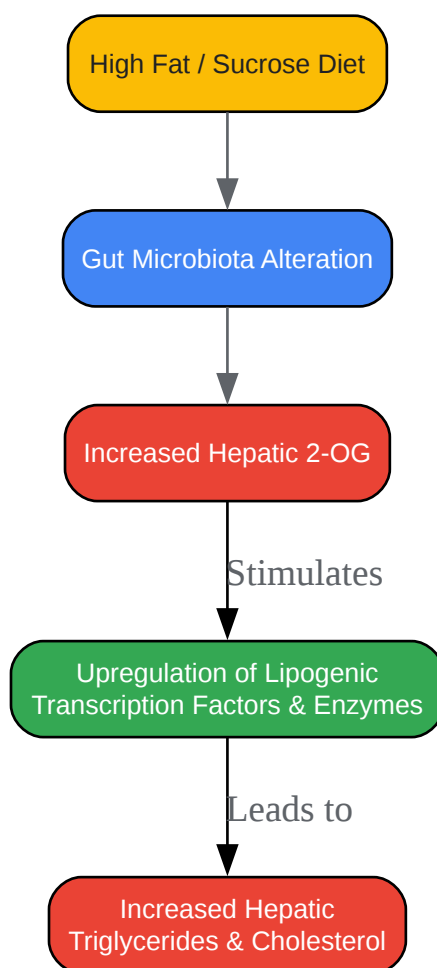 High Fat / Sucrose Diet
Gut Microbiota Alteration
Increased Hepatic 2-OG
Stimulates
Upregulation of Lipogenic
Transcription Factors & Enzymes
Leads to
Increased Hepatic
Triglycerides & Cholesterol